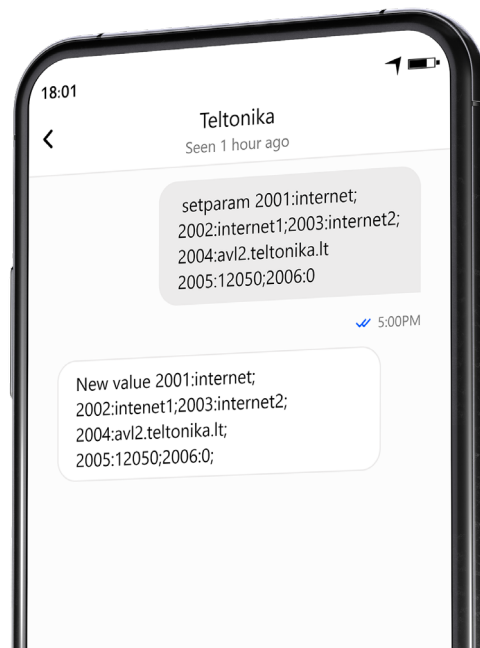 18:01
Teltonika
Seen 1 hour ago
setparam 2001:internet;
2002:internet1;2003:internet2;
2004:avl2.teltonika.lt
2005:12050;2006:0
5:00PM
New value 2001:internet;
2002:intenet1;2003:internet2;
2004:avl2.teltonika.lt;
2005:12050;2006:0;